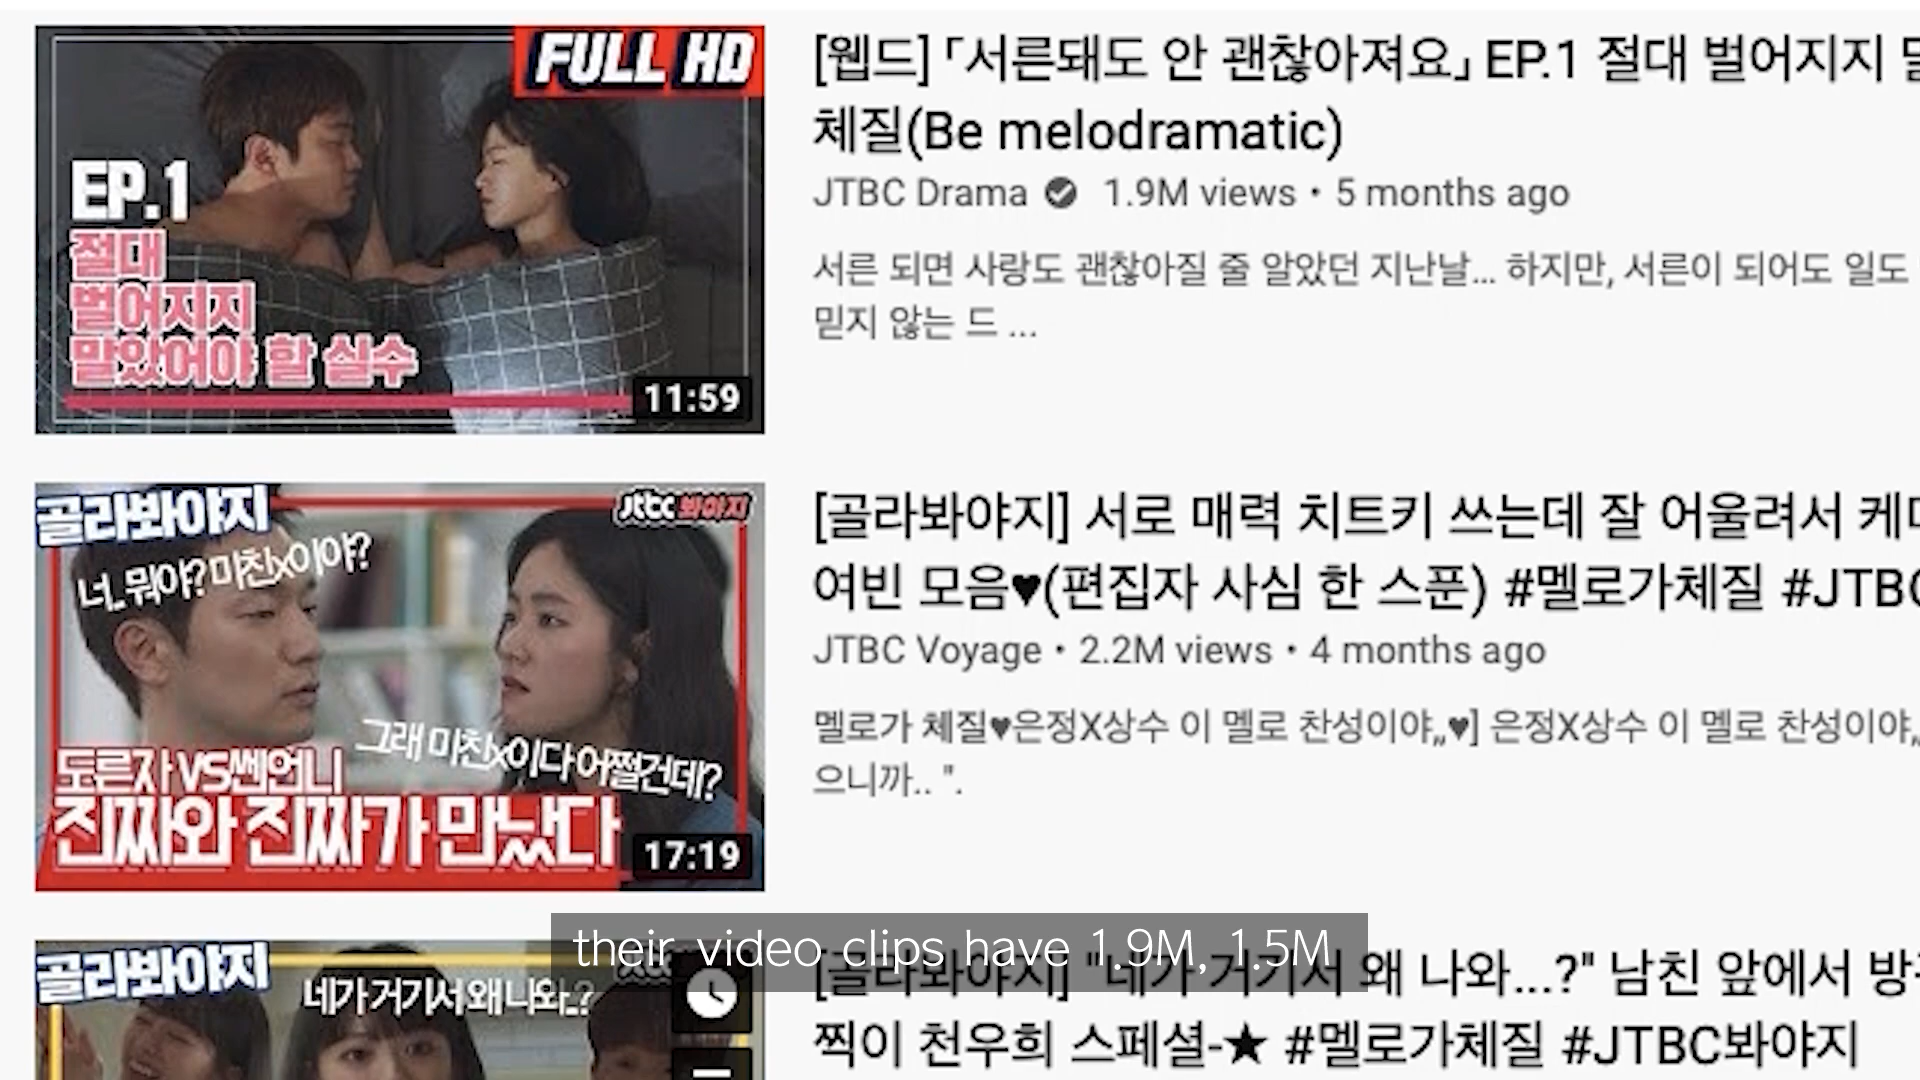 FULL HD
EP.1
절대
벌어지지
말았어야 할 실수
11:59
[웹드] 「서른돼도 안 괜찮아져요」 EP.1 절대 벌어지지
체질(Be melodramatic)
JTBC Drama 1.9M views • 5 months ago
서른 되면 사랑도 괜찮아질 줄 알았던 지난날... 하지만, 서른이 되어도 일도
믿지 않는 드 ...
골라봐야지
JTBC 봐야지
너.. 뭐야? 미친x이야?
그래 미친x이다 어쩔건데?
도른자 VS 쎈언니
진짜와 진짜가 만났다
17:19
[골라봐야지] 서로 매력 치트키 쓰는데 잘 어울려서 케
여빈 모음♥(편집자 사심 한 스푼) #멜로가체질 #JTBC
JTBC Voyage • 2.2M views • 4 months ago
멜로가 체질♥은정X상수 이 멜로 찬성이야„♥] 은정X상수 이 멜로 찬성이야„
으니까.. ".
골라봐야지
네가 거기서 왜 나와..?
their video clips have 1.9M, 1.5M
[골라봐야지] "네가 거기서 왜 나와...?" 남친 앞에서 방
찍이 천우희 스페셜-★ #멜로가체질 #JTBC봐야지